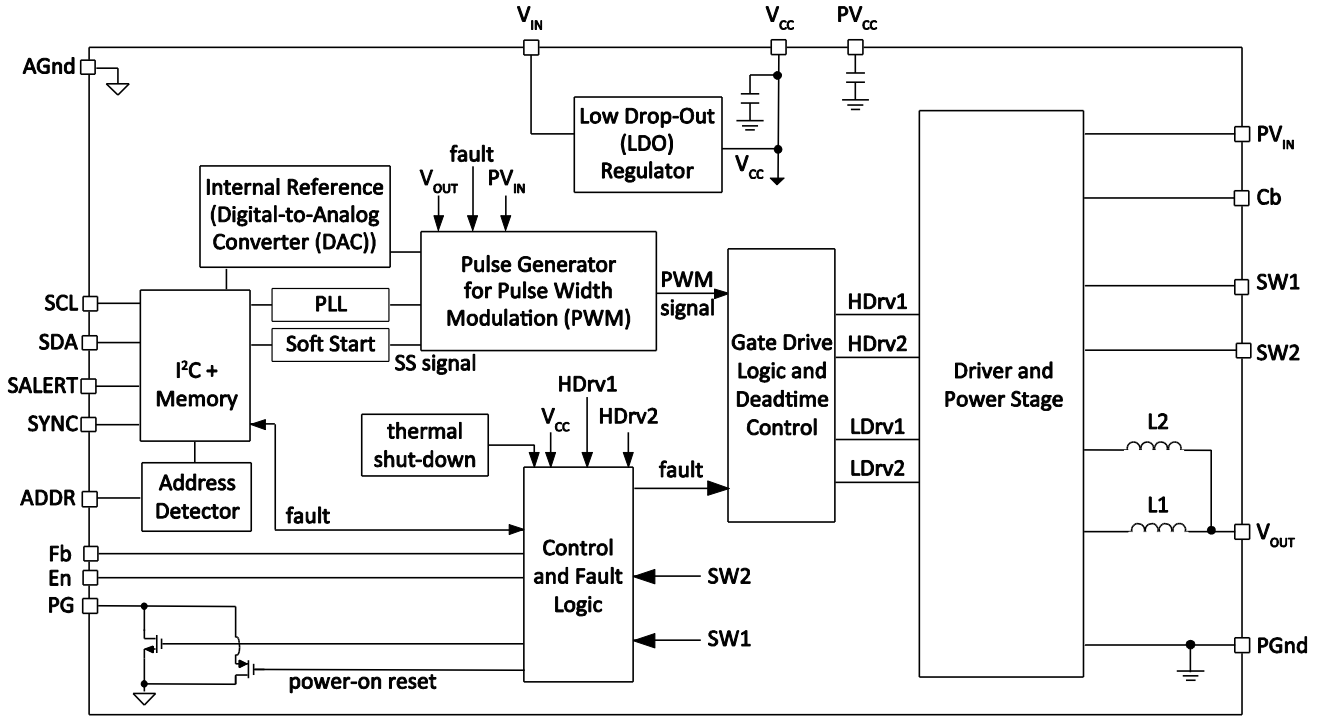 VIN
VCC
PVCC
AGnd
Low Drop-Out
(LDO)
Regulator
VCC
PVIN
Cb
SW1
SW2
VOUT
PGnd
Internal Reference
(Digital-to-Analog
Converter (DAC))
fault
VOUT
PVIN
Pulse Generator
for Pulse Width
Modulation (PWM)
PWM
signal
SCL
SDA
SALERT
SYNC
ADDR
Fb
En
PG
I²C +
Memory
PLL
Soft Start
SS signal
Address
Detector
fault
thermal
shut-down
VCC
HDrv1
HDrv2
fault
Control
and Fault
Logic
SW2
SW1
power-on reset
Gate Drive
Logic and
Deadtime
Control
HDrv1
HDrv2
LDrv1
LDrv2
Driver and
Power Stage
L2
L1